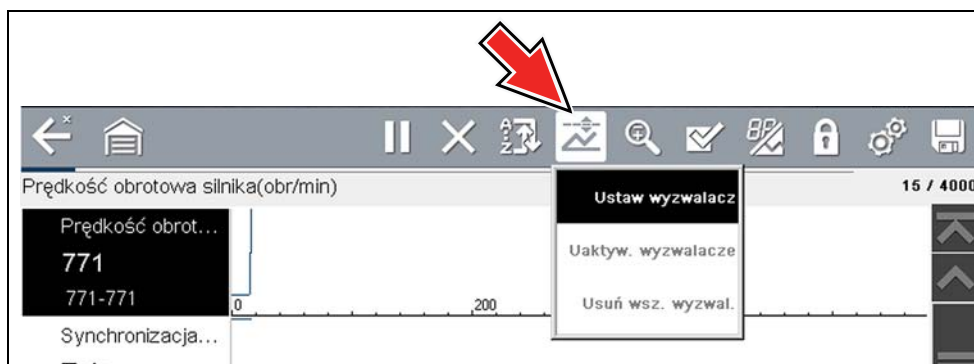 Prędkość obrotowa silnika(obr/min)
15 / 4000
Ustaw wyzwalacz
Uaktyw. wyzwalacze
Usuń wsz. wyzwal.
Prędkość obrot...
771
771-771
0
200
Synchronizacja...